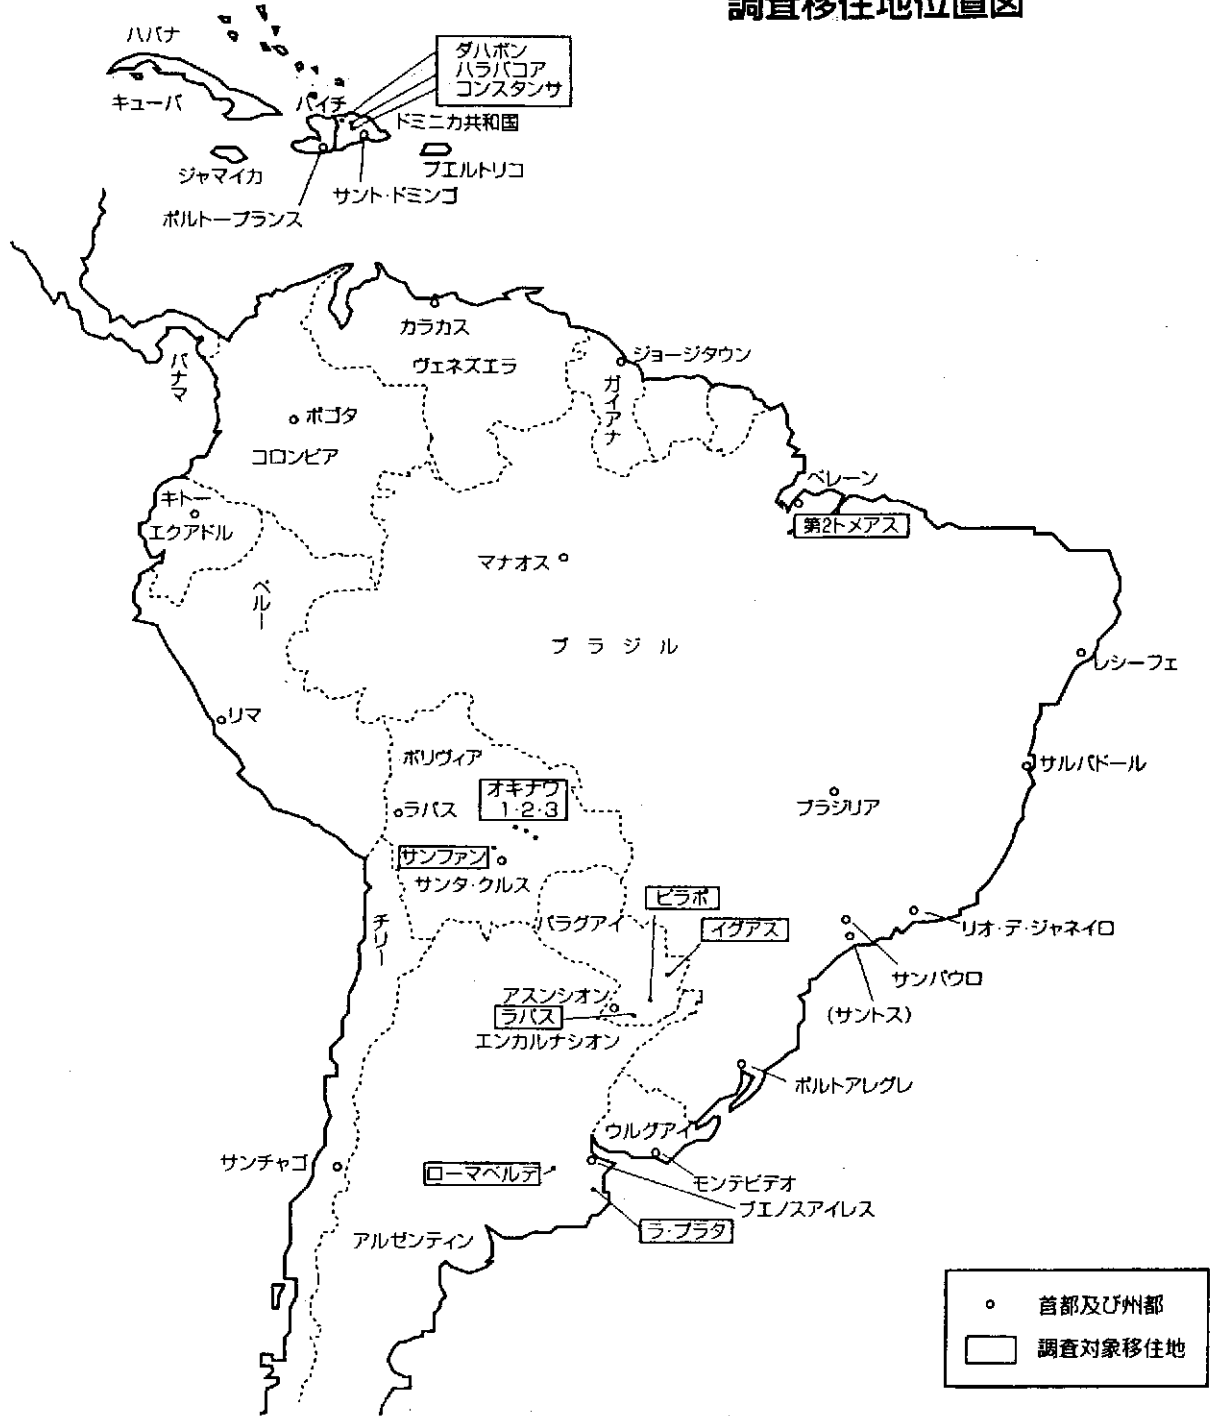 調査移住地位置図
ハバナ
キューバ
ダハボン
ハラバコア
コンスタンサ
ハイチ
ドミニカ共和国
ジャマイカ
プエルトリコ
サント・ドミンゴ
ポルトープランス
カラカス
ヴェネズエラ
ジョージタウン
ガイアナ
パナマ
ボゴタ
コロンビア
ベレーン
第2トメアス
キトー
エクアドル
マナオス
ペルー
ブラジル
レシーフェ
リマ
ボリヴィア
サルバドール
オキナワ
1・2・3
ラパス
ブラジリア
サンファン
サンタ・クルス
ピラポ
パラグアイ
イグアス
チリー
リオ・デ・ジャネイロ
サンパウロ
アスンシオン
ラパス
(サントス)
エンカルナシオン
ポルトアレグレ
ウルグアイ
サンチャゴ
ローマベルデ
モンテビデオ
ブエノスアイレス
ラ・プラタ
アルゼンティン
首都及び州都
調査対象移住地